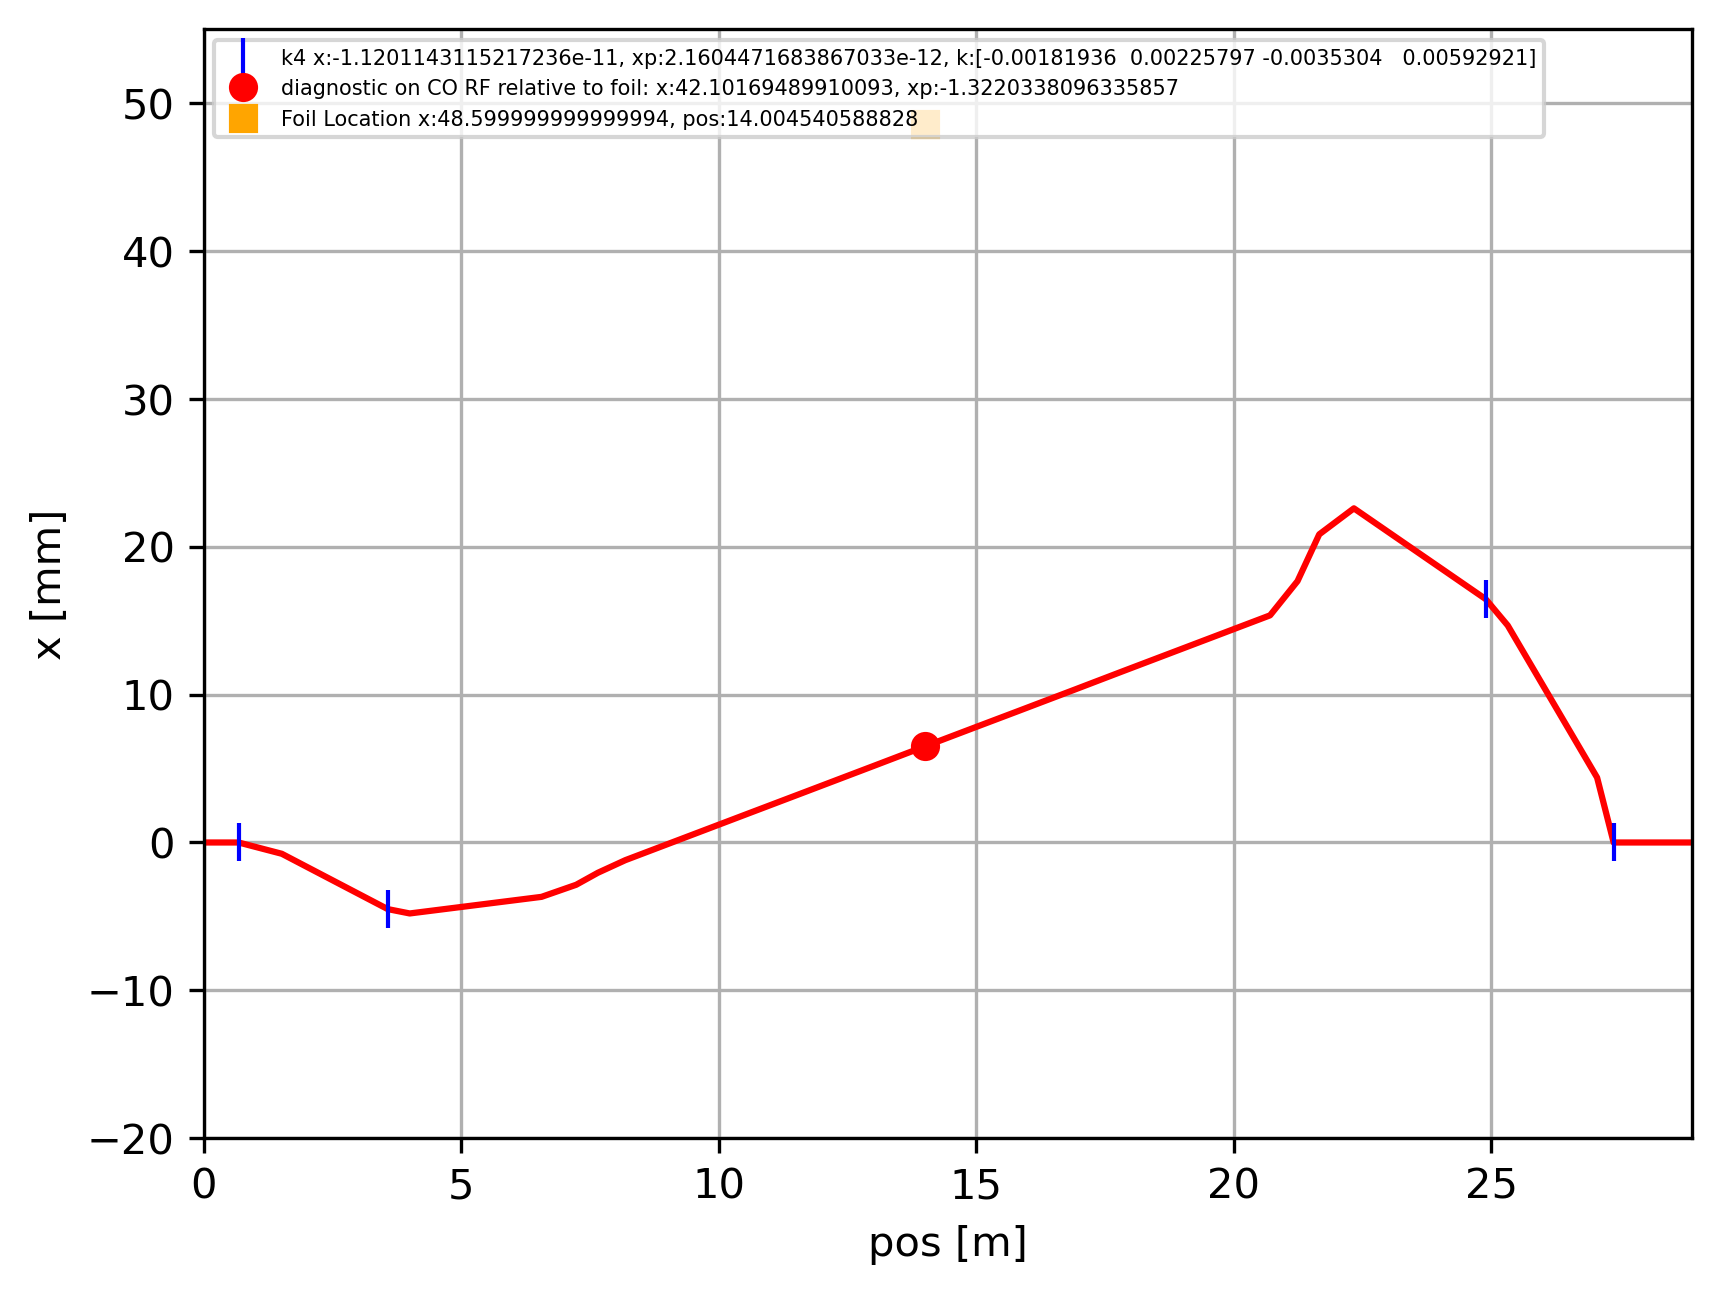 k4 x:-1.1201143115217236e-11, xp:2.1604471683867033e-12, k:[-0.00181936  0.00225797 -0.0035304   0.00592921]
diagnostic on CO RF relative to foil: x:42.10169489910093, xp:-1.3220338096335857
Foil Location x:48.599999999999994, pos:14.004540588828
50
40
30
20
10
0
−10
−20
x [mm]
0 5 10 15 20 25
pos [m]